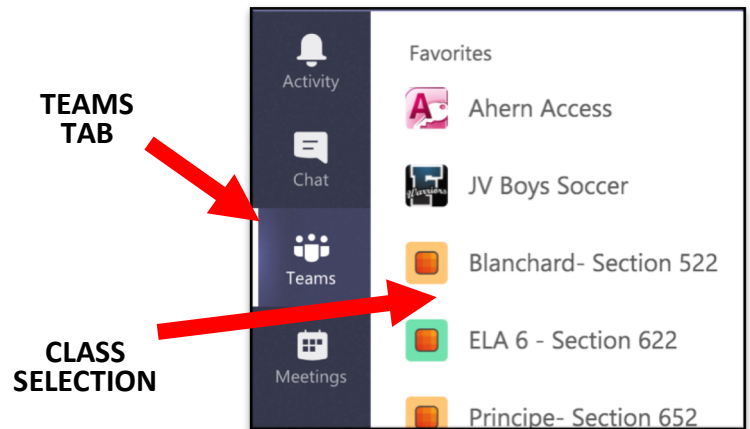 TEAMS
TAB
CLASS
SELECTION
Activity
Chat
Teams
Meetings
Favorites
A
Ahern Access
Warriors
JV Boys Soccer
Blanchard- Section 522
ELA 6 - Section 622
Principe- Section 652